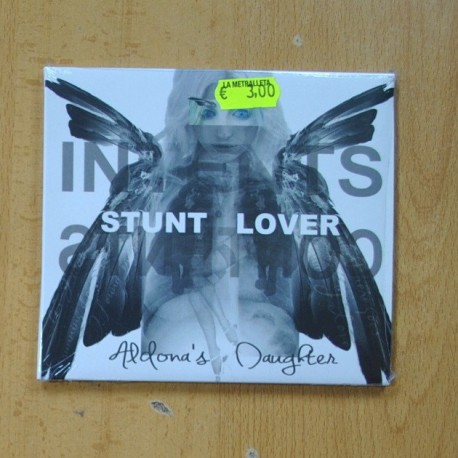 LA METRALLETA
€ 3,00
STUNT LOVER
Aldona's Daughter